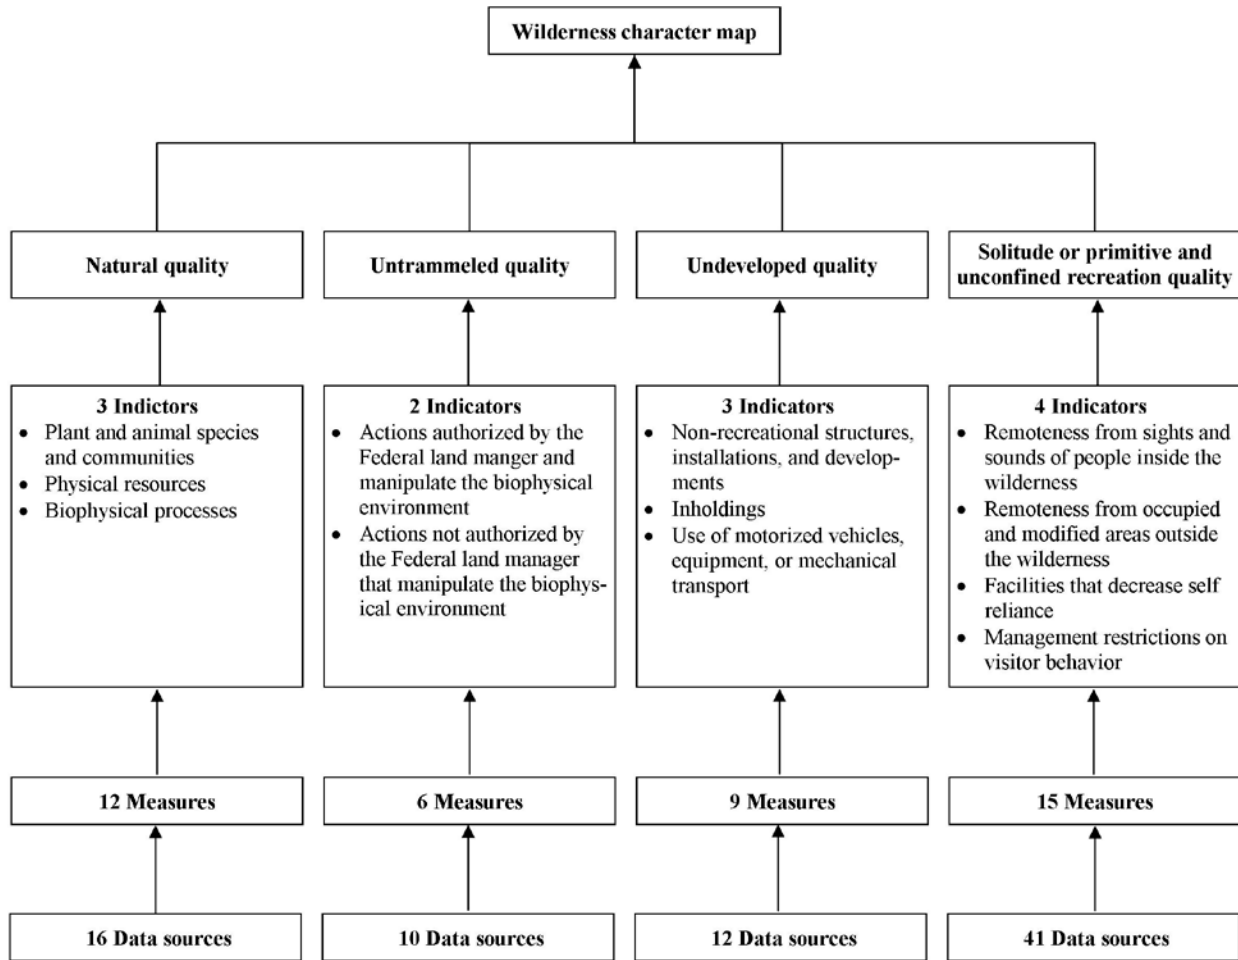 Wilderness character map
Natural quality
Untrammeled quality
Undeveloped quality
Solitude or primitive and
unconfined recreation quality
3 Indictors
• Plant and animal species
and communities
• Physical resources
• Biophysical processes
2 Indicators
• Actions authorized by the
Federal land manger and
manipulate the biophysical
environment
• Actions not authorized by
the Federal land manager
that manipulate the biophys-
ical environment
3 Indicators
• Non-recreational structures,
installations, and develop-
ments
• Inholdings
• Use of motorized vehicles,
equipment, or mechanical
transport
4 Indicators
• Remoteness from sights and
sounds of people inside the
wilderness
• Remoteness from occupied
and modified areas outside
the wilderness
• Facilities that decrease self
reliance
• Management restrictions on
visitor behavior
12 Measures
6 Measures
9 Measures
15 Measures
16 Data sources
10 Data sources
12 Data sources
41 Data sources